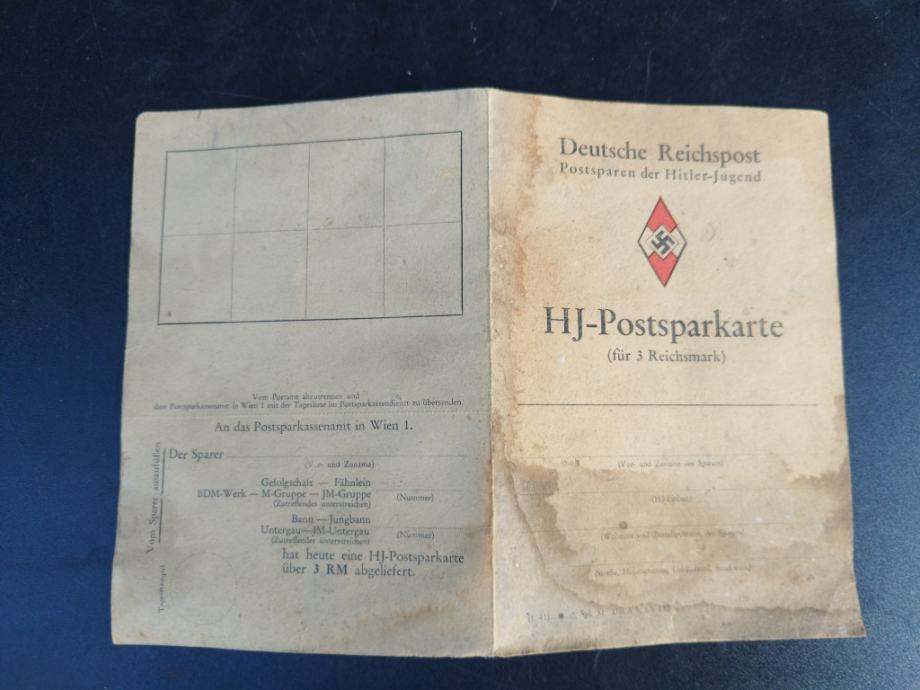 Vom Postamt abzutrennen und
dem Postsparkassenamt in Wien 1 mit der Tagesliste im Postsparkassendienst zu übersenden.
An das Postsparkassenamt in Wien 1.
Vom Sparer auszufüllen
Der Sparer
(Vor- und Zuname)
Gefolgschaft — Fähnlein
BDM-Werk — M-Gruppe — JM-Gruppe (Nummer)
(Zutreffendes unterstreichen)
Bann — Jungbann
Untergau—JM-Untergau (Nummer)
(Zutreffendes unterstreichen)
hat heute eine HJ-Postsparkarte
über 3 RM abgeliefert.
Tagesstempel
Deutsche Reichspost
Postsparen der Hitler-Jugend
HJ-Postsparkarte
(für 3 Reichsmark)
(Vor- und Zuname des Sparers)